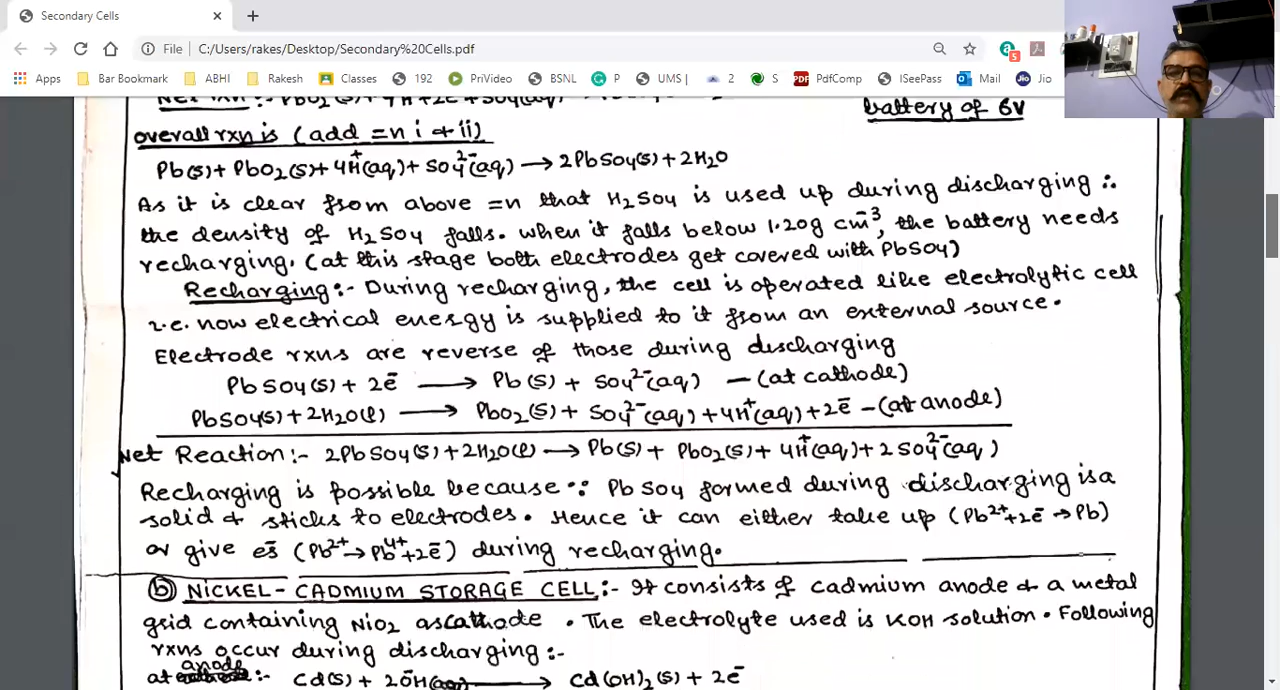 Secondary Cells
File C:/Users/rakes/Desktop/Secondary%20Cells.pdf
Apps Bar Bookmark ABHI Rakesh Classes 192 PriVideo BSNL P UMS | 2 S PdfComp ISeePass Mail Jio
battery of 6V
overall rxn is (add =n i + ii)
Pb(s) + PbO2(s) + 4H+(aq) + SO4^2-(aq) → 2PbSO4(s) + 2H2O
As it is clear from above =n that H2SO4 is used up during discharging ∴
the density of H2SO4 falls. when it falls below 1.20g cm^-3, the battery needs
recharging. (at this stage both electrodes get covered with PbSO4)
Recharging:- During recharging, the cell is operated like electrolytic cell
i.e. now electrical energy is supplied to it from an external source.
Electrode rxns are reverse of those during discharging
PbSO4(s) + 2e- → Pb(s) + SO4^2-(aq) - (at cathode)
PbSO4(s) + 2H2O(l) → PbO2(s) + SO4^2-(aq) + 4H+(aq) + 2e- - (at anode)
Net Reaction:- 2PbSO4(s) + 2H2O(l) → Pb(s) + PbO2(s) + 4H+(aq) + 2SO4^2-(aq)
Recharging is possible because ∵ PbSO4 formed during discharging is a
solid & sticks to electrodes. Hence it can either take up (Pb2+ + 2e- → Pb)
or give es (Pb2+ → Pb4+ + 2e-) during recharging.
(b) NICKEL-CADMIUM STORAGE CELL:- It consists of cadmium anode & a metal
grid containing NiO2 as cathode. The electrolyte used is KOH solution. Following
rxns occur during discharging:-
at anode:- Cd(s) + 2OH-(aq) → Cd(OH)2(s) + 2e-